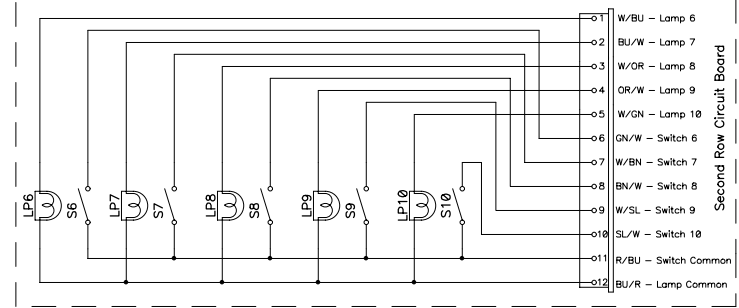 1 W/BU – Lamp 6
2 BU/W – Lamp 7
3 W/OR – Lamp 8
4 OR/W – Lamp 9
5 W/GN – Lamp 10
6 GN/W – Switch 6
7 W/BN – Switch 7
8 BN/W – Switch 8
9 W/SL – Switch 9
10 SL/W – Switch 10
11 R/BU – Switch Common
12 BU/R – Lamp Common
Second Row Circuit Board
LP6
S6
LP7
S7
LP8
S8
LP9
S9
LP10
S10